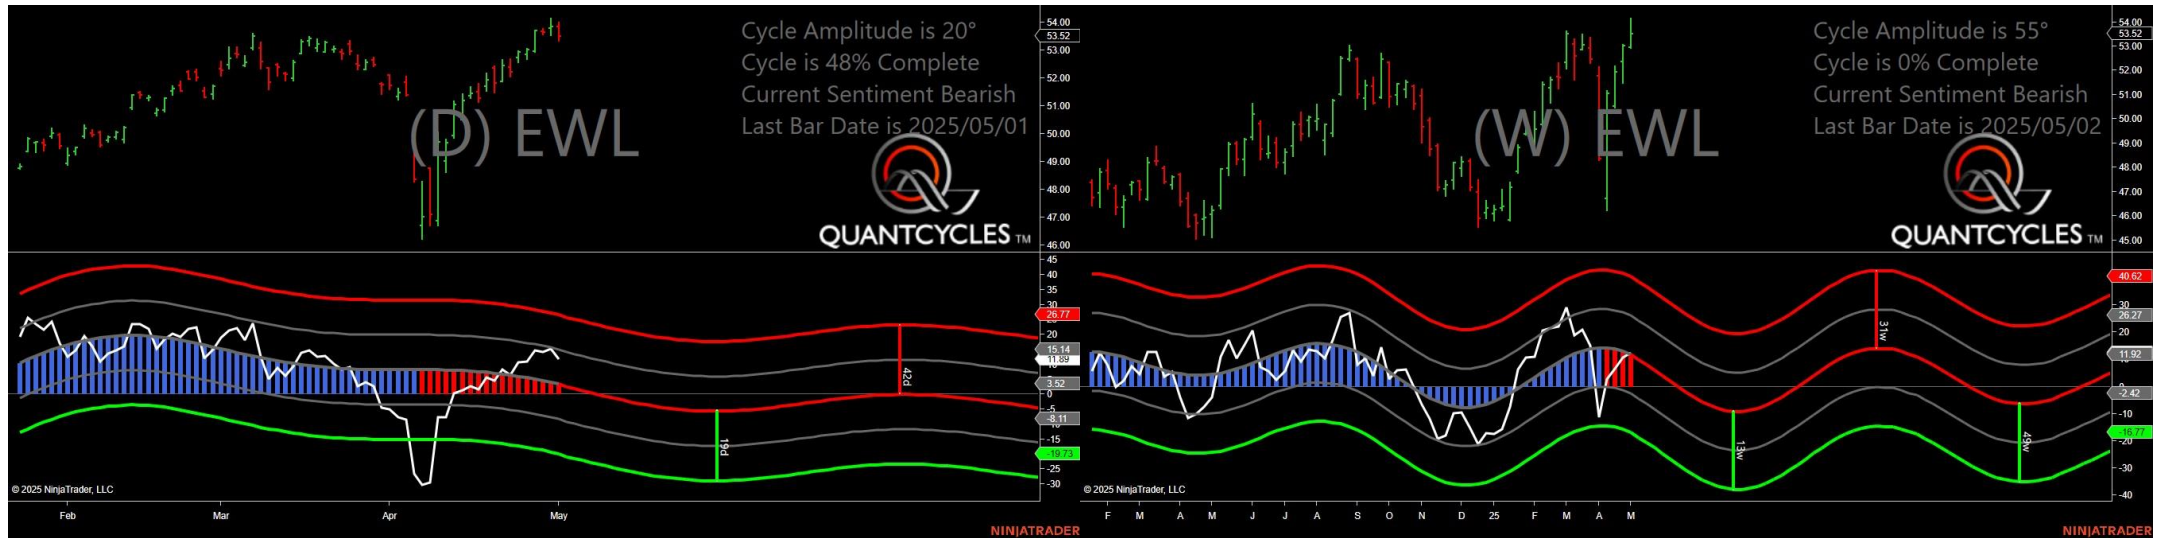 Cycle Amplitude is 20°
Cycle is 48% Complete
Current Sentiment Bearish
Last Bar Date is 2025/05/01
(D) EWL
QUANTCYCLES TM
54.00
53.52
53.00
52.00
51.00
50.00
49.00
48.00
47.00
46.00
45
40
35
30
26.77
20
15.14
11.89
3.52
0
-5
-8.11
-15
-19.73
-25
-30
42d
19d
© 2025 NinjaTrader, LLC
Feb Mar Apr May
NINJATRADER
Cycle Amplitude is 55°
Cycle is 0% Complete
Current Sentiment Bearish
Last Bar Date is 2025/05/02
(W) EWL
QUANTCYCLES TM
54.00
53.52
53.00
52.00
51.00
50.00
49.00
48.00
47.00
46.00
45.00
40.62
30
26.27
20
11.92
-2.42
-10
-16.77
-20
-30
-40
31w
13w
49w
© 2025 NinjaTrader, LLC
F M A M J J A S O N D 25 F M A M
NINJATRADER